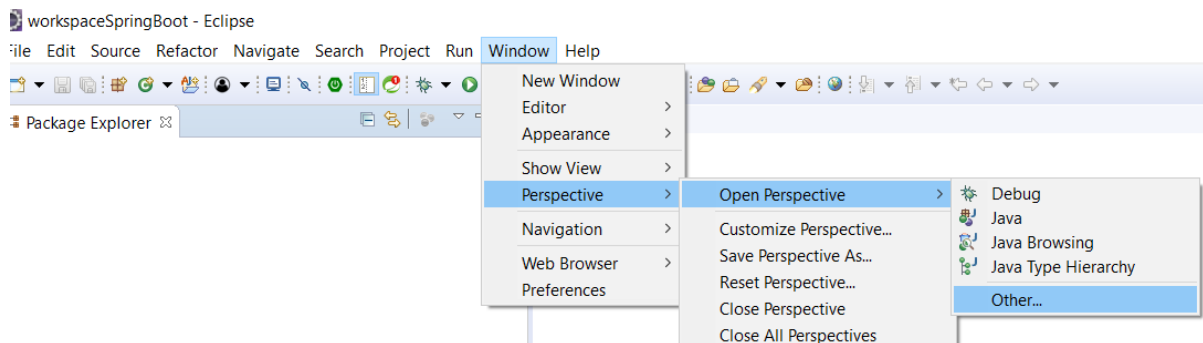 workspaceSpringBoot - Eclipse
File Edit Source Refactor Navigate Search Project Run Window Help
Package Explorer
New Window
Editor
Appearance
Show View
Perspective
Navigation
Web Browser
Preferences
Open Perspective
Customize Perspective...
Save Perspective As...
Reset Perspective...
Close Perspective
Close All Perspectives
Debug
Java
Java Browsing
Java Type Hierarchy
Other...